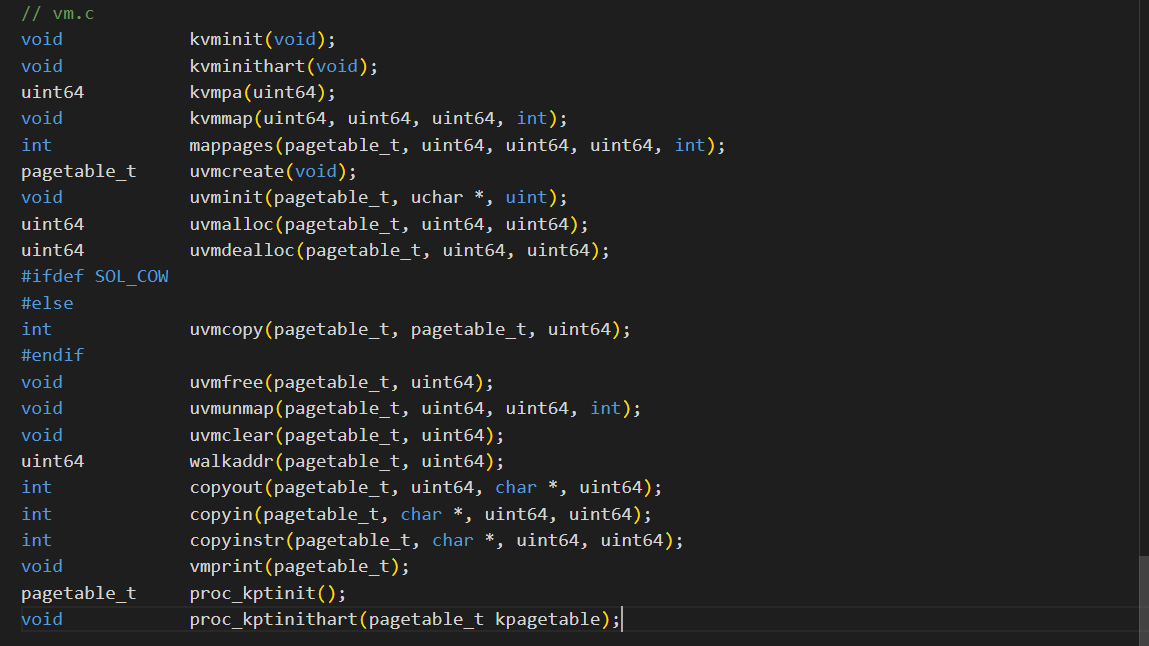 // vm.c
void kvminit(void);
void kvminithart(void);
uint64 kvmpa(uint64);
void kvmmap(uint64, uint64, uint64, int);
int mappages(pagetable_t, uint64, uint64, uint64, int);
pagetable_t uvmcreate(void);
void uvminit(pagetable_t, uchar *, uint);
uint64 uvmalloc(pagetable_t, uint64, uint64);
uint64 uvmdealloc(pagetable_t, uint64, uint64);
#ifdef SOL_COW
#else
int uvmcopy(pagetable_t, pagetable_t, uint64);
#endif
void uvmfree(pagetable_t, uint64);
void uvmunmap(pagetable_t, uint64, uint64, int);
void uvmclear(pagetable_t, uint64);
uint64 walkaddr(pagetable_t, uint64);
int copyout(pagetable_t, uint64, char *, uint64);
int copyin(pagetable_t, char *, uint64, uint64);
int copyinstr(pagetable_t, char *, uint64, uint64);
void vmprint(pagetable_t);
pagetable_t proc_kptinit();
void proc_kptinithart(pagetable_t kpagetable);